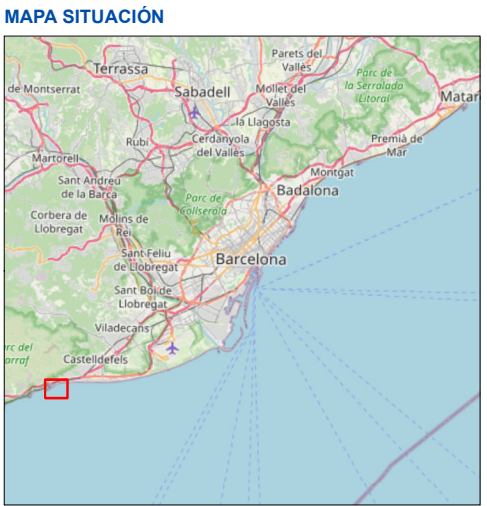 MAPA SITUACIÓN
Parets del
Vallès
Terrassa
Parc de
la Serralada
Litoral
de Montserrat
Sabadell
Mollet del
Vallès
Matar
la Llagosta
Rubí
Cerdanyola
del Vallès
Premià de
Mar
Martorell
Montgat
Sant Andreu
de la Barca
Badalona
Parc de
Collserola
Corbera de
Llobregat
Molins de
Rei
Sant Feliu
de Llobregat
Barcelona
Sant Boi de
Llobregat
Viladecans
rc del
arraf
Castelldefels